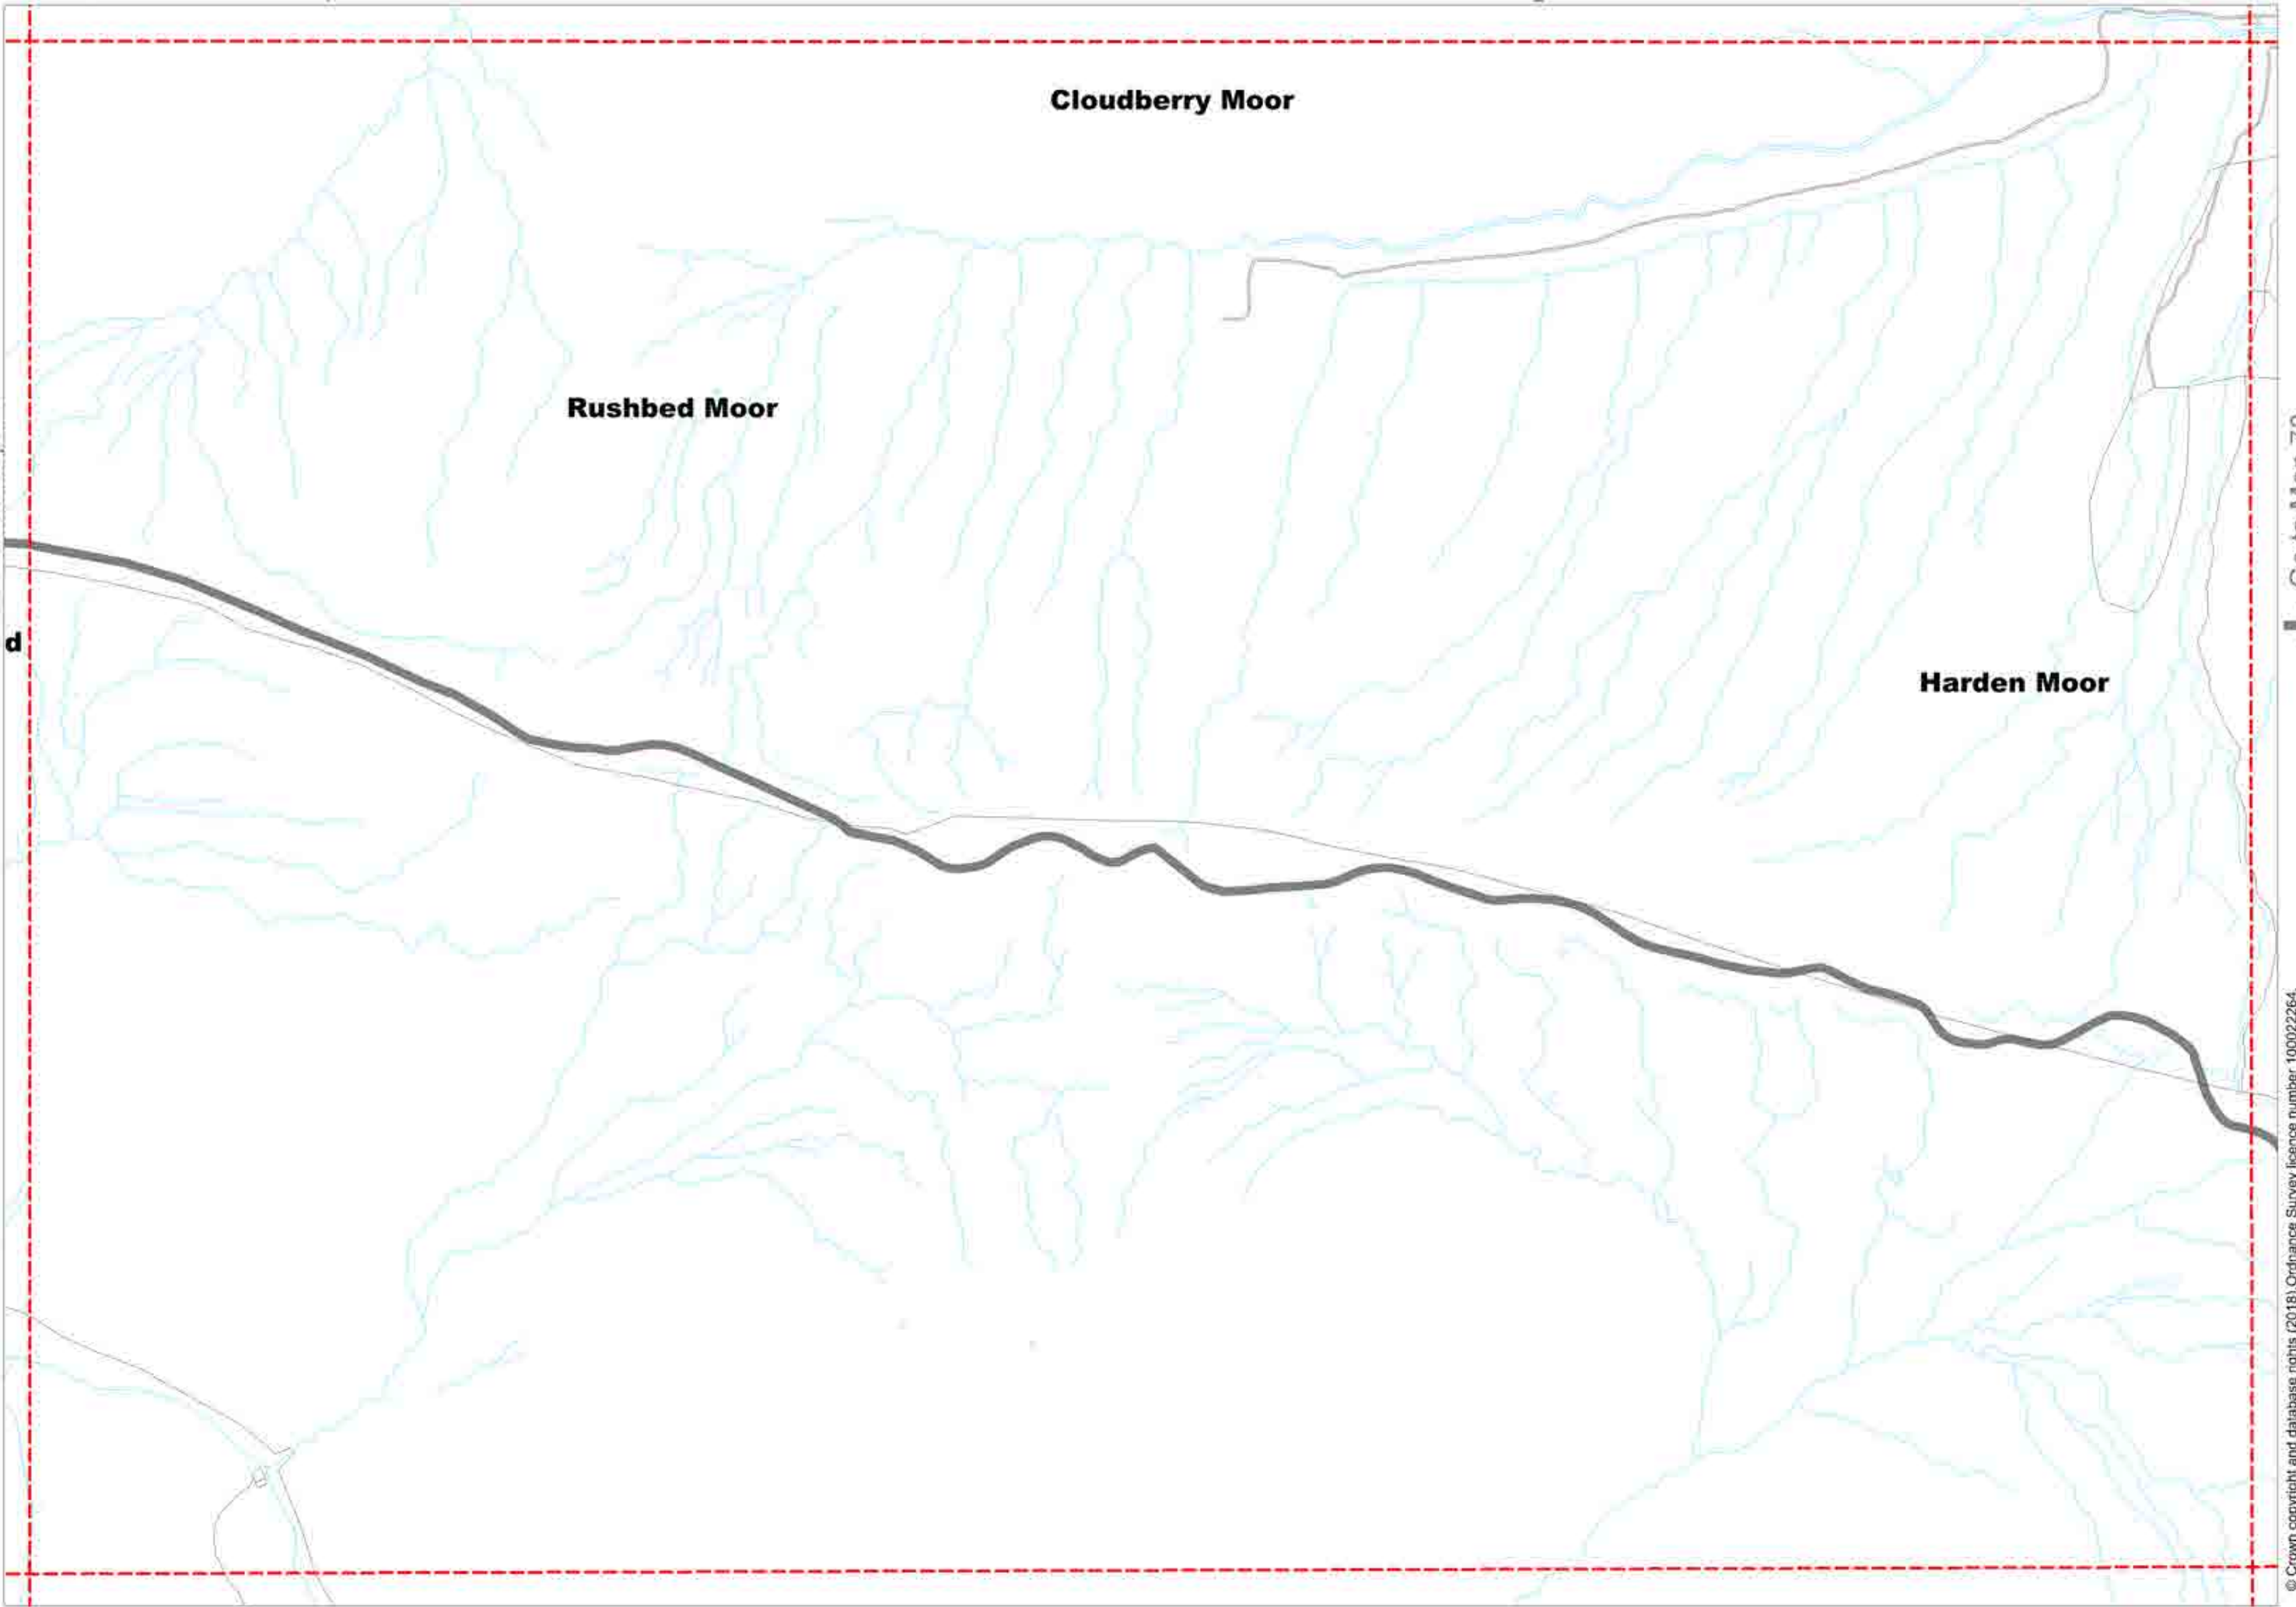 Cloudberry Moor
Rushbed Moor
d
Harden Moor
© Crown copyright and database rights (2018) Ordnance Survey licence number 100022264.